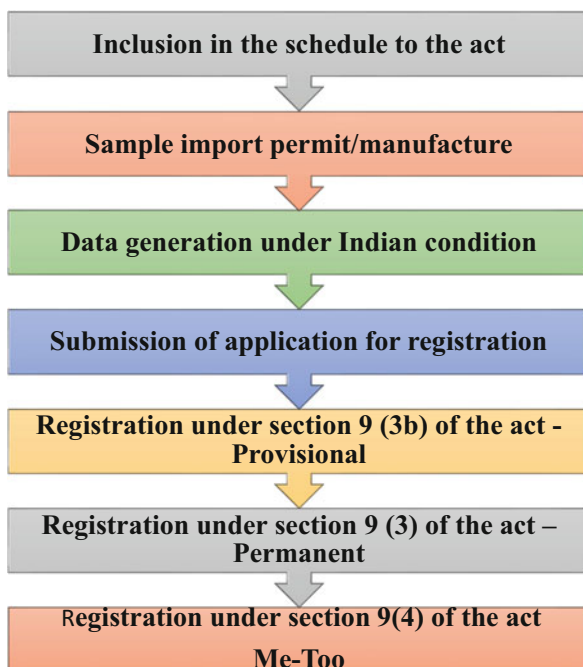 Inclusion in the schedule to the act
Sample import permit/manufacture
Data generation under Indian condition
Submission of application for registration
Registration under section 9 (3b) of the act -
Provisional
Registration under section 9 (3) of the act –
Permanent
Registration under section 9(4) of the act
Me-Too